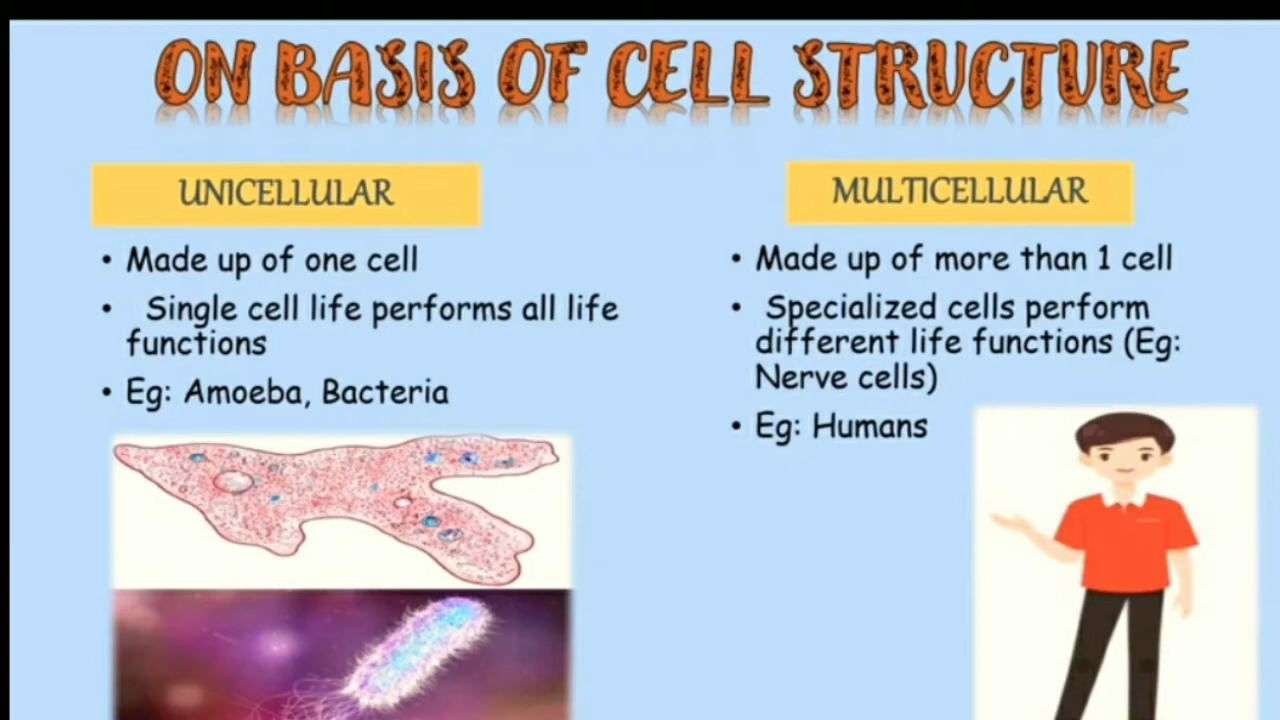 ON BASIS OF CELL STRUCTURE
UNICELLULAR
• Made up of one cell
• Single cell life performs all life
functions
• Eg: Amoeba, Bacteria
MULTICELLULAR
• Made up of more than 1 cell
• Specialized cells perform
different life functions (Eg:
Nerve cells)
• Eg: Humans